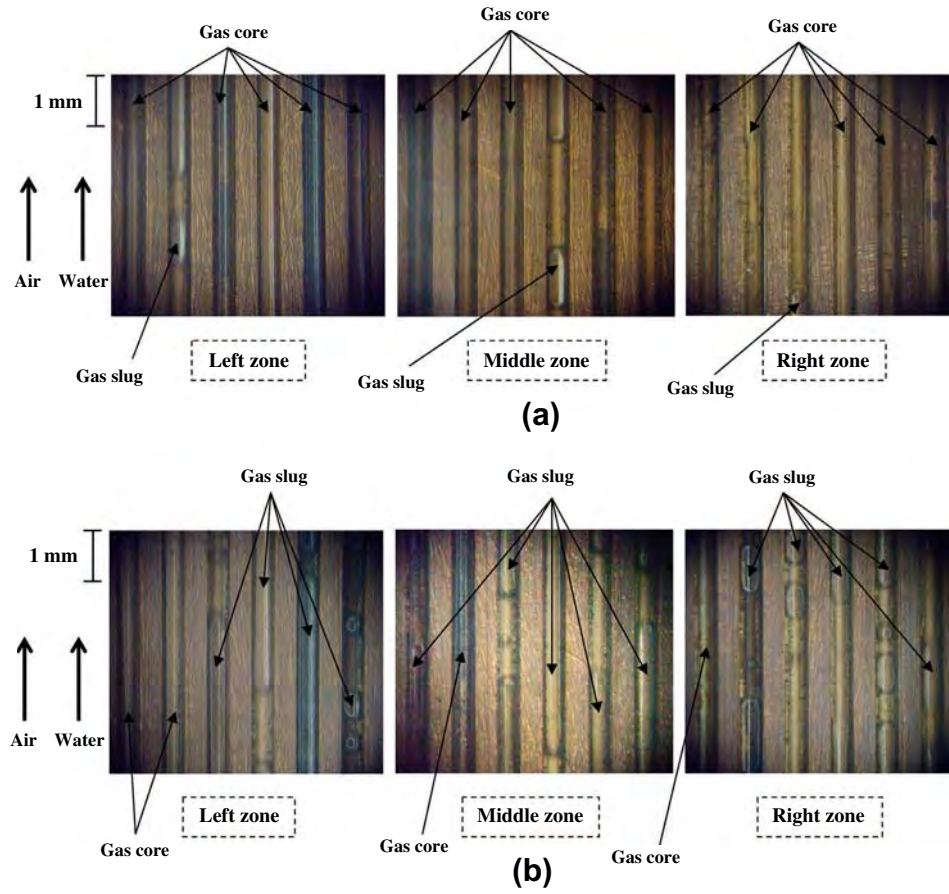 Gas core
Gas core
Gas core
1 mm
Air
Water
Gas slug
Left zone
Gas slug
Middle zone
Gas slug
Right zone
(a)
Gas slug
Gas slug
Gas slug
1 mm
Air
Water
Left zone
Middle zone
Right zone
Gas core
Gas core
Gas core
(b)